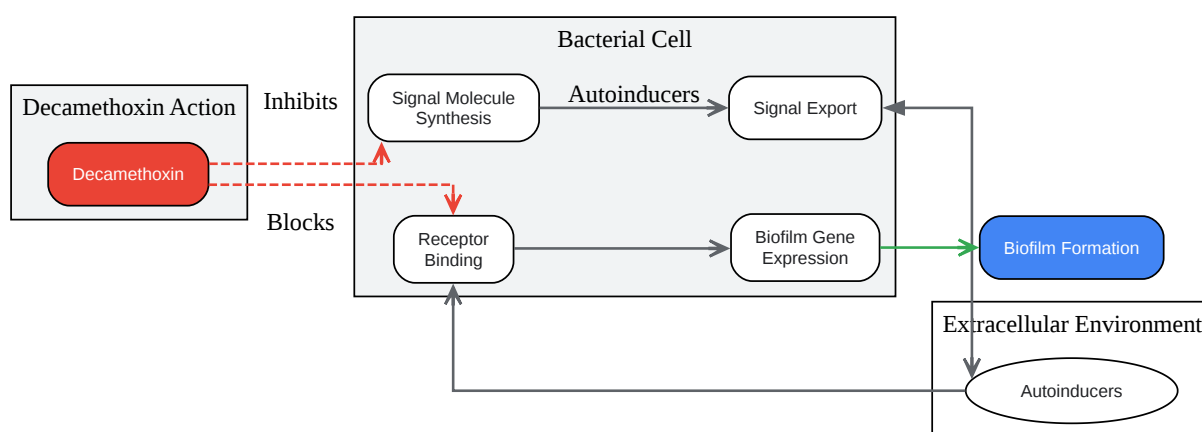 Bacterial Cell
Decamethoxin Action
Inhibits
Signal Molecule
Synthesis
Autoinducers
Signal Export
Decamethoxin
Blocks
Receptor
Binding
Biofilm Gene
Expression
Biofilm Formation
Extracellular Environment
Autoinducers